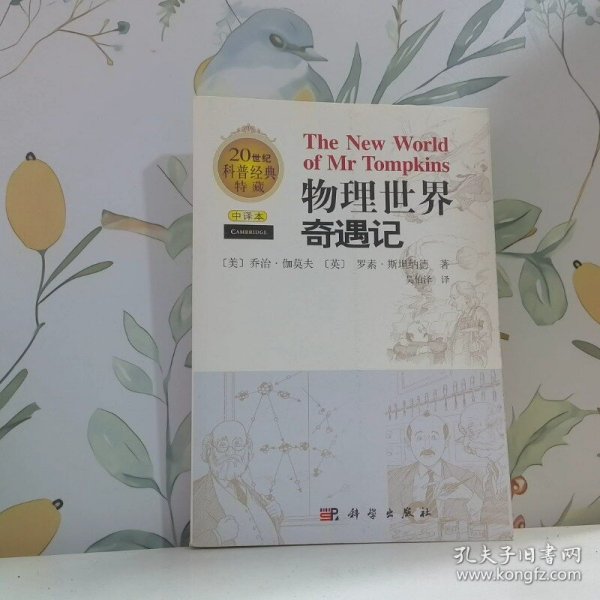 The New World
of Mr Tompkins
20世纪
科普经典
特藏
中译本
CAMBRIDGE
物理世界
奇遇记
〔美〕乔治·伽莫夫 〔英〕罗素·斯坦纳德 著
吴伯泽 译
科学出版社
孔夫子旧书网
www.kongfz.com